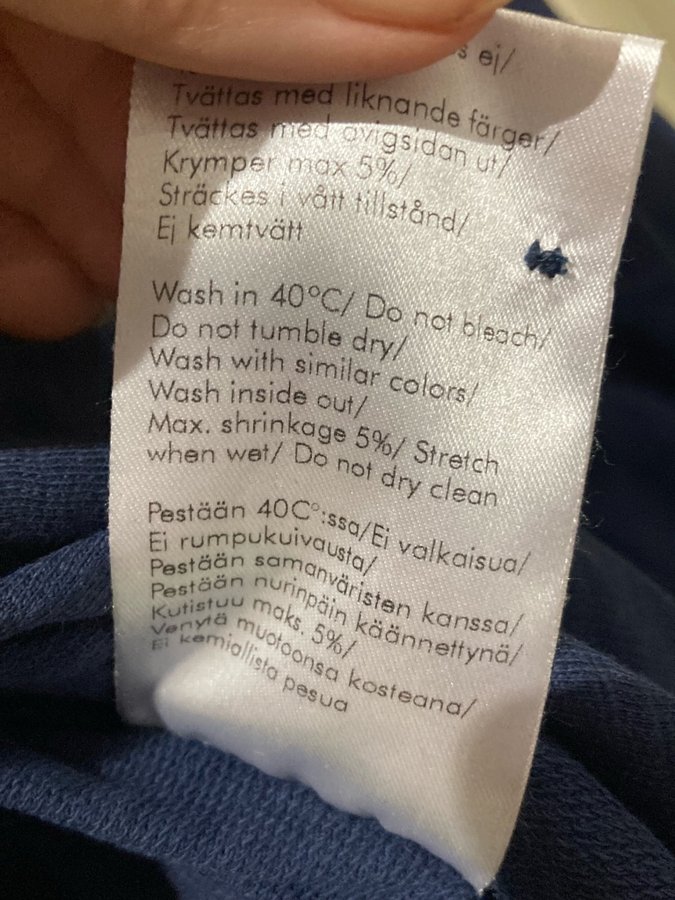 ej/
Tvättas med liknande färger/
Tvättas med avigsidan ut/
Krymper max 5%/
Sträckes i vått tillstånd/
Ej kemtvätt
Wash in 40°C/ Do not bleach/
Do not tumble dry/
Wash with similar colors/
Wash inside out/
Max. shrinkage 5%/ Stretch
when wet/ Do not dry clean
Pestään 40C°:ssa/Ei valkaisua/
Ei rumpukuivausta/
Pestään samanväristen kanssa/
Pestään nurinpäin käännettynä/
Kutistuu maks. 5%/
Venytä muotoonsa kosteana/
Ei kemiallista pesua